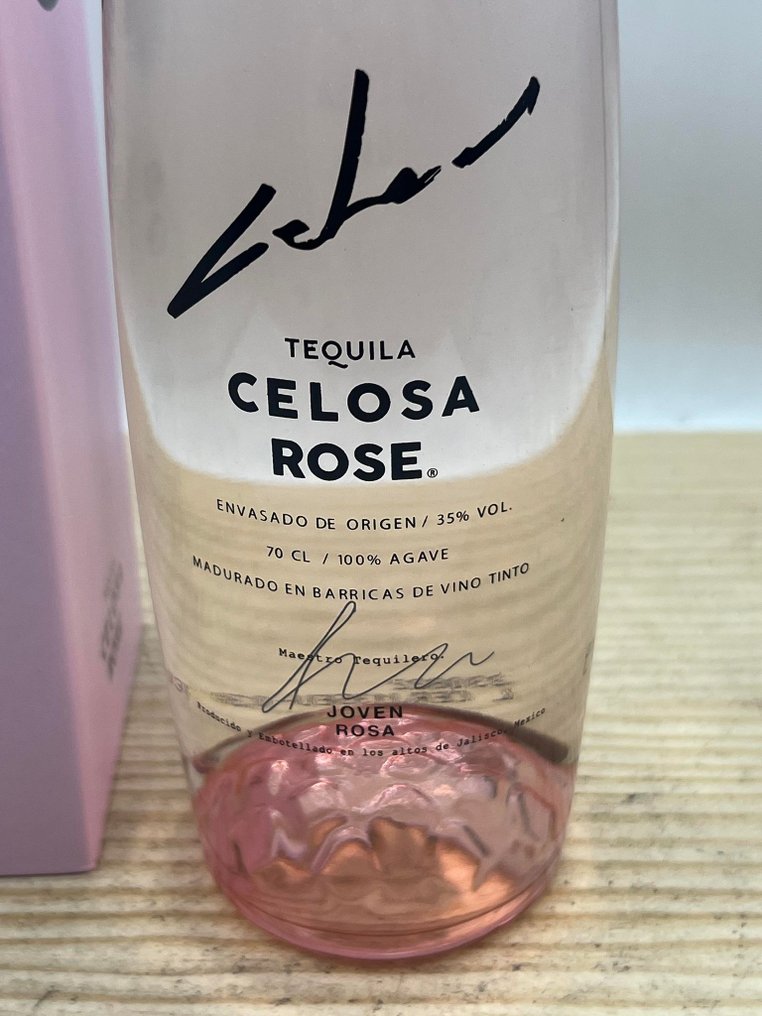 TEQUILA
CELOSA
ROSE®
ENVASADO DE ORIGEN / 35% VOL.
70 CL / 100% AGAVE
MADURADO EN BARRICAS DE VINO TINTO
Maestro Tequilero.
JOVEN
ROSA
Producido y Embotellado en los altos de Jalisco, Mexico